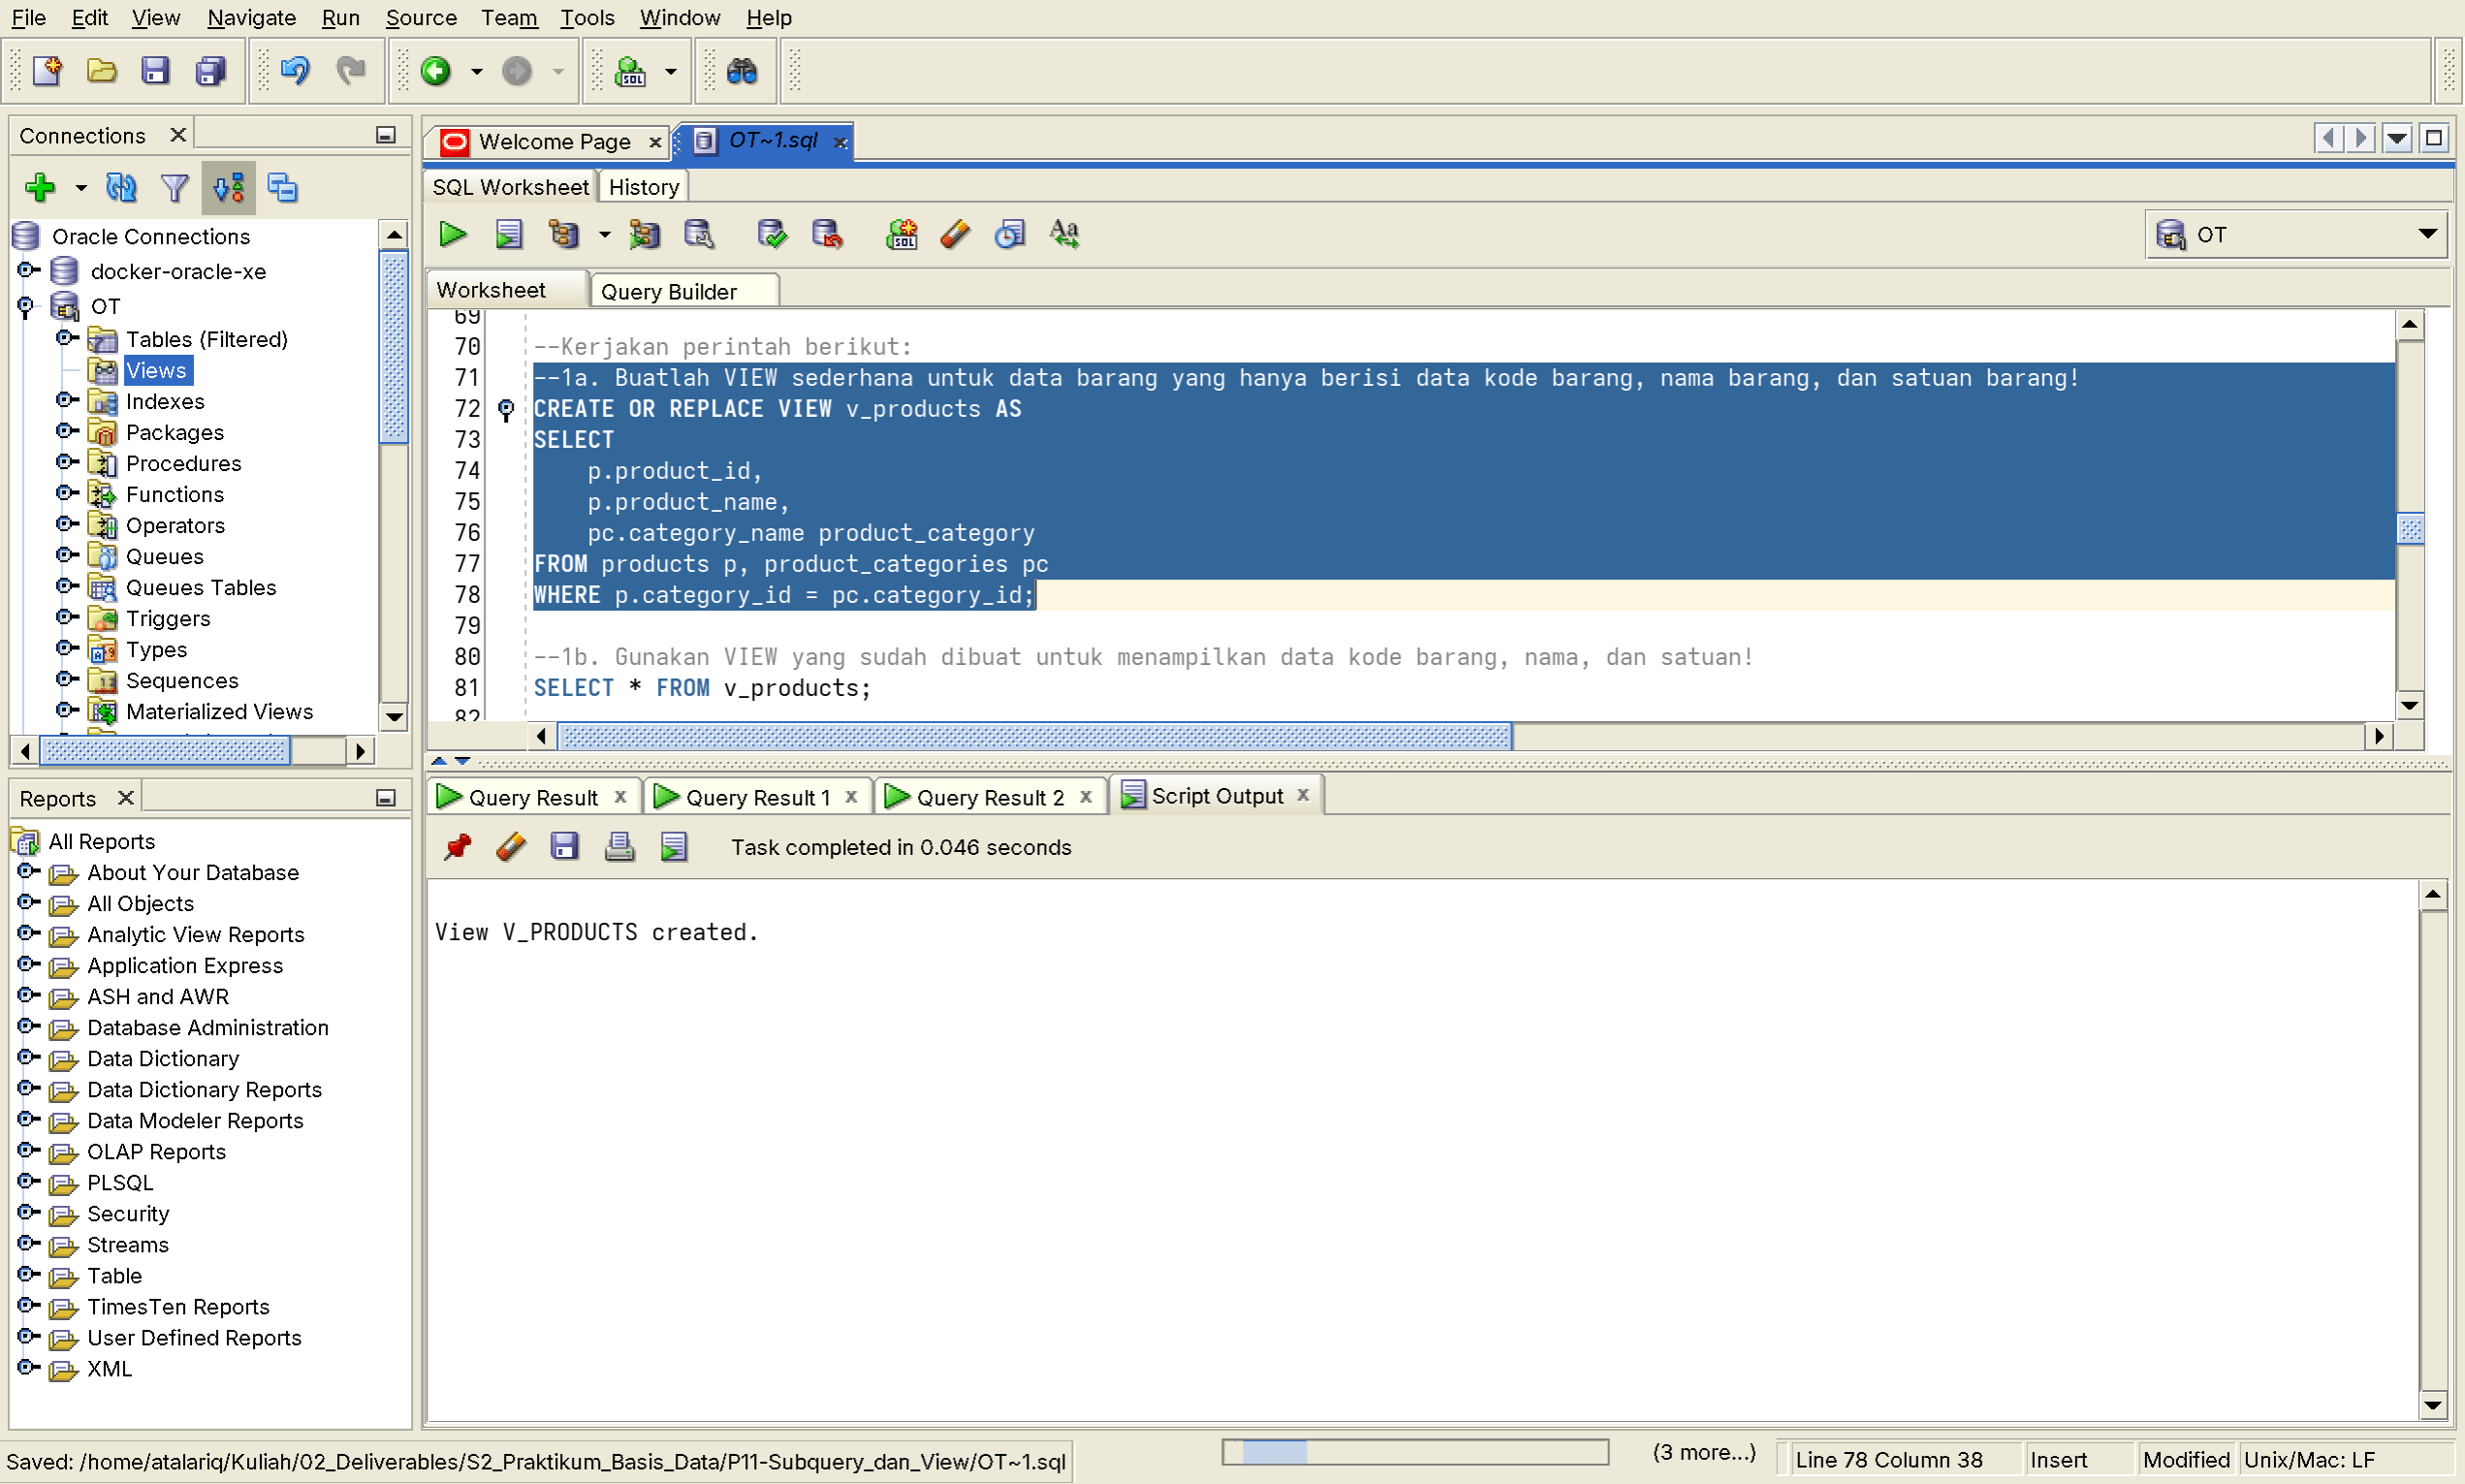 File Edit View Navigate Run Source Team Tools Window Help
Connections
Oracle Connections
docker-oracle-xe
OT
Tables (Filtered)
Views
Indexes
Packages
Procedures
Functions
Operators
Queues
Queues Tables
Triggers
Types
Sequences
Materialized Views
Reports
All Reports
About Your Database
All Objects
Analytic View Reports
Application Express
ASH and AWR
Database Administration
Data Dictionary
Data Dictionary Reports
Data Modeler Reports
OLAP Reports
PLSQL
Security
Streams
Table
TimesTen Reports
User Defined Reports
XML
Welcome Page OT~1.sql
SQL Worksheet History
OT
Worksheet Query Builder
69
70 --Kerjakan perintah berikut:
71 --1a. Buatlah VIEW sederhana untuk data barang yang hanya berisi data kode barang, nama barang, dan satuan barang!
72 CREATE OR REPLACE VIEW v_products AS
73 SELECT
74 p.product_id,
75 p.product_name,
76 pc.category_name product_category
77 FROM products p, product_categories pc
78 WHERE p.category_id = pc.category_id;
79
80 --1b. Gunakan VIEW yang sudah dibuat untuk menampilkan data kode barang, nama, dan satuan!
81 SELECT * FROM v_products;
82
Query Result Query Result 1 Query Result 2 Script Output
Task completed in 0.046 seconds
View V_PRODUCTS created.
Saved: /home/atalariq/Kuliah/02_Deliverables/S2_Praktikum_Basis_Data/P11-Subquery_dan_View/OT~1.sql (3 more...) Line 78 Column 38 Insert Modified Unix/Mac: LF